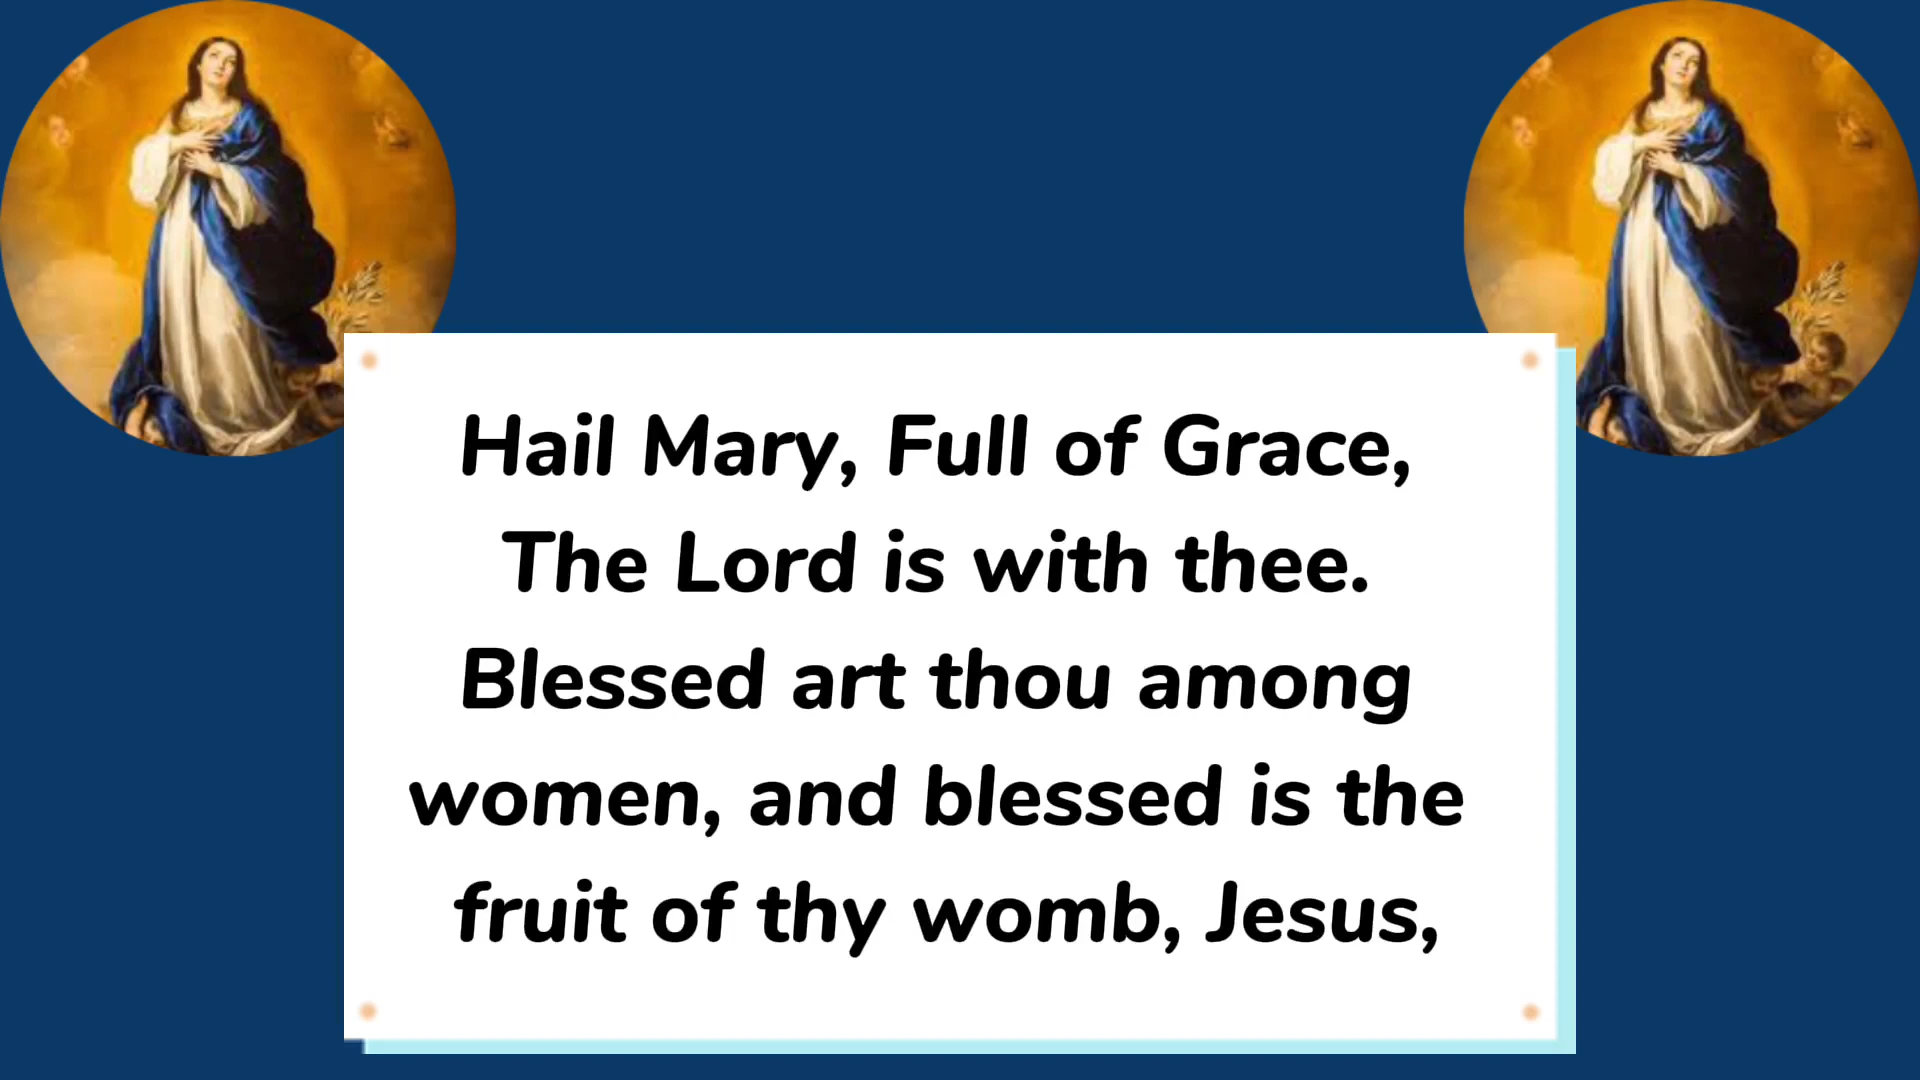 Hail Mary, Full of Grace,
The Lord is with thee.
Blessed art thou among
women, and blessed is the
fruit of thy womb, Jesus,